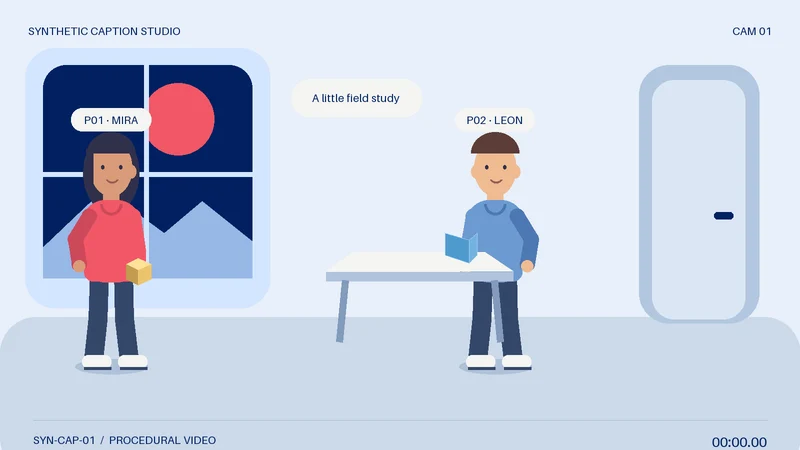 SYNTHETIC CAPTION STUDIO
CAM 01
A little field study
P01 · MIRA
P02 · LEON
SYN-CAP-01 / PROCEDURAL VIDEO
00:00.00